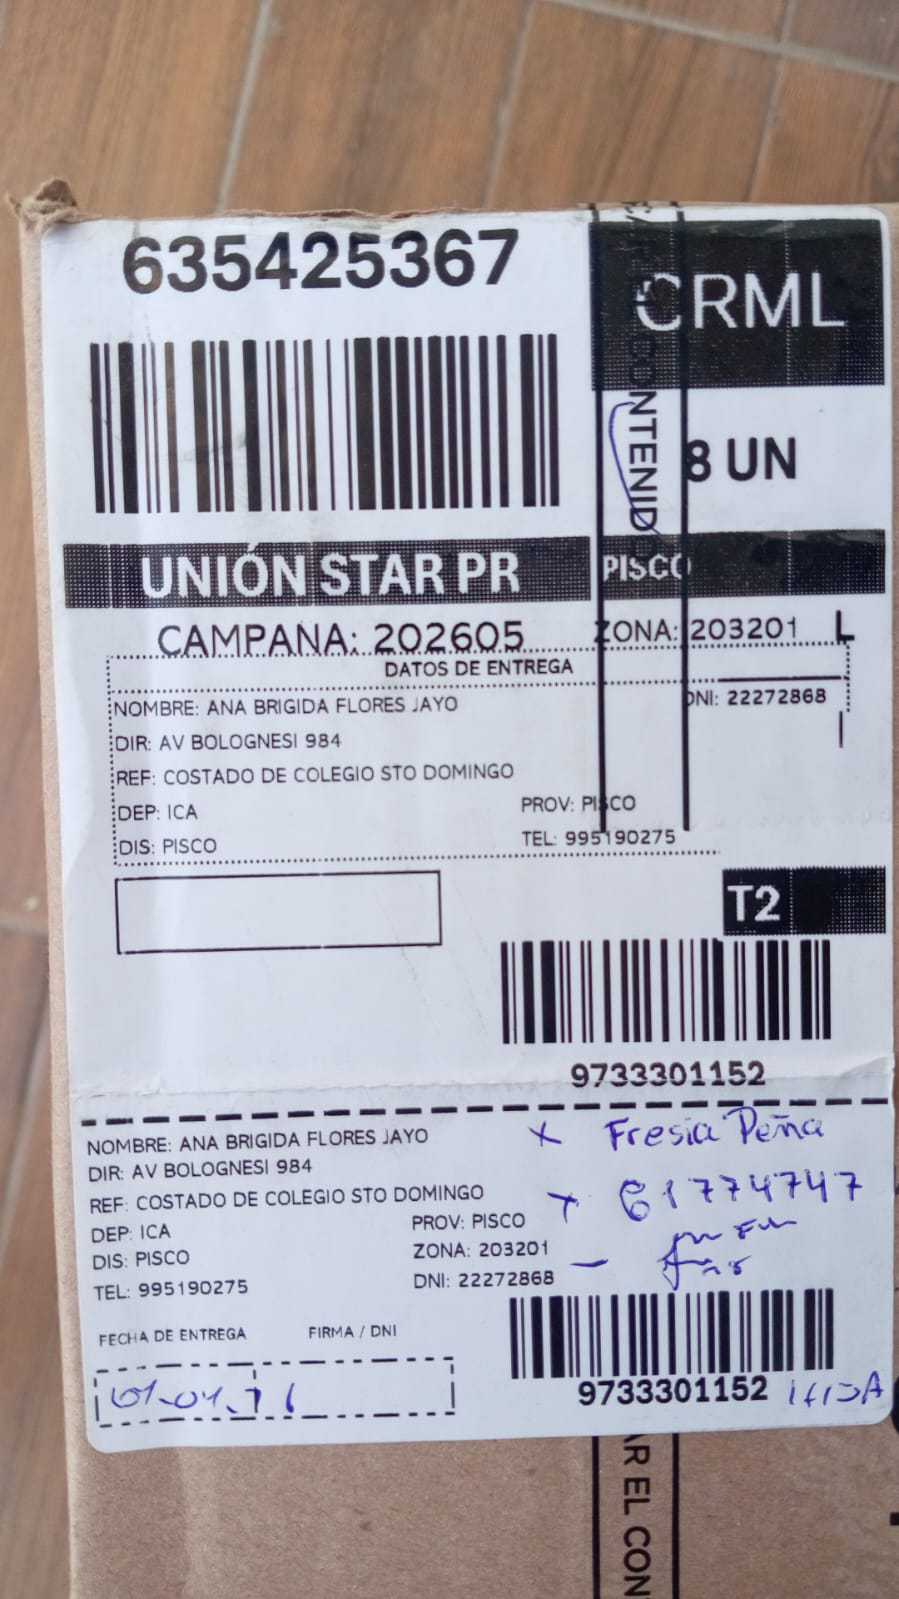 635425367
CRML
8 UN
CONTENID
UNIÓN STAR PR
PISCO
CAMPANA: 202605
ZONA: 203201
L
DATOS DE ENTREGA
NOMBRE: ANA BRIGIDA FLORES JAYO
DNI: 22272868
DIR: AV BOLOGNESI 984
REF: COSTADO DE COLEGIO STO DOMINGO
DEP: ICA
PROV: PISCO
DIS: PISCO
TEL: 995190275
T2
9733301152
NOMBRE: ANA BRIGIDA FLORES JAYO
DIR: AV BOLOGNESI 984
REF: COSTADO DE COLEGIO STO DOMINGO
DEP: ICA
PROV: PISCO
DIS: PISCO
ZONA: 203201
TEL: 995190275
DNI: 22272868
x Fresia Peña
x 61774747
FECHA DE ENTREGA
FIRMA / DNI
9733301152
AR EL CON